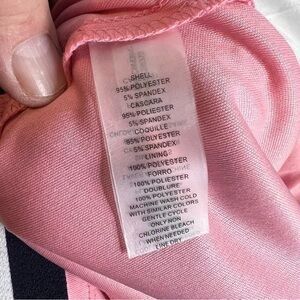 SHELL
95% POLYESTER
5% SPANDEX
CASCARA
95% POLIESTER
5% SPANDEX
COQUILLE
95% POLYESTER
5% SPANDEX
LINING
100% POLYESTER
FORRO
100% POLIESTER
DOUBLURE
100% POLYESTER
MACHINE WASH COLD
WITH SIMILAR COLORS
GENTLE CYCLE
ONLY NON
CHLORINE BLEACH
WHEN NEEDED
LINE DRY